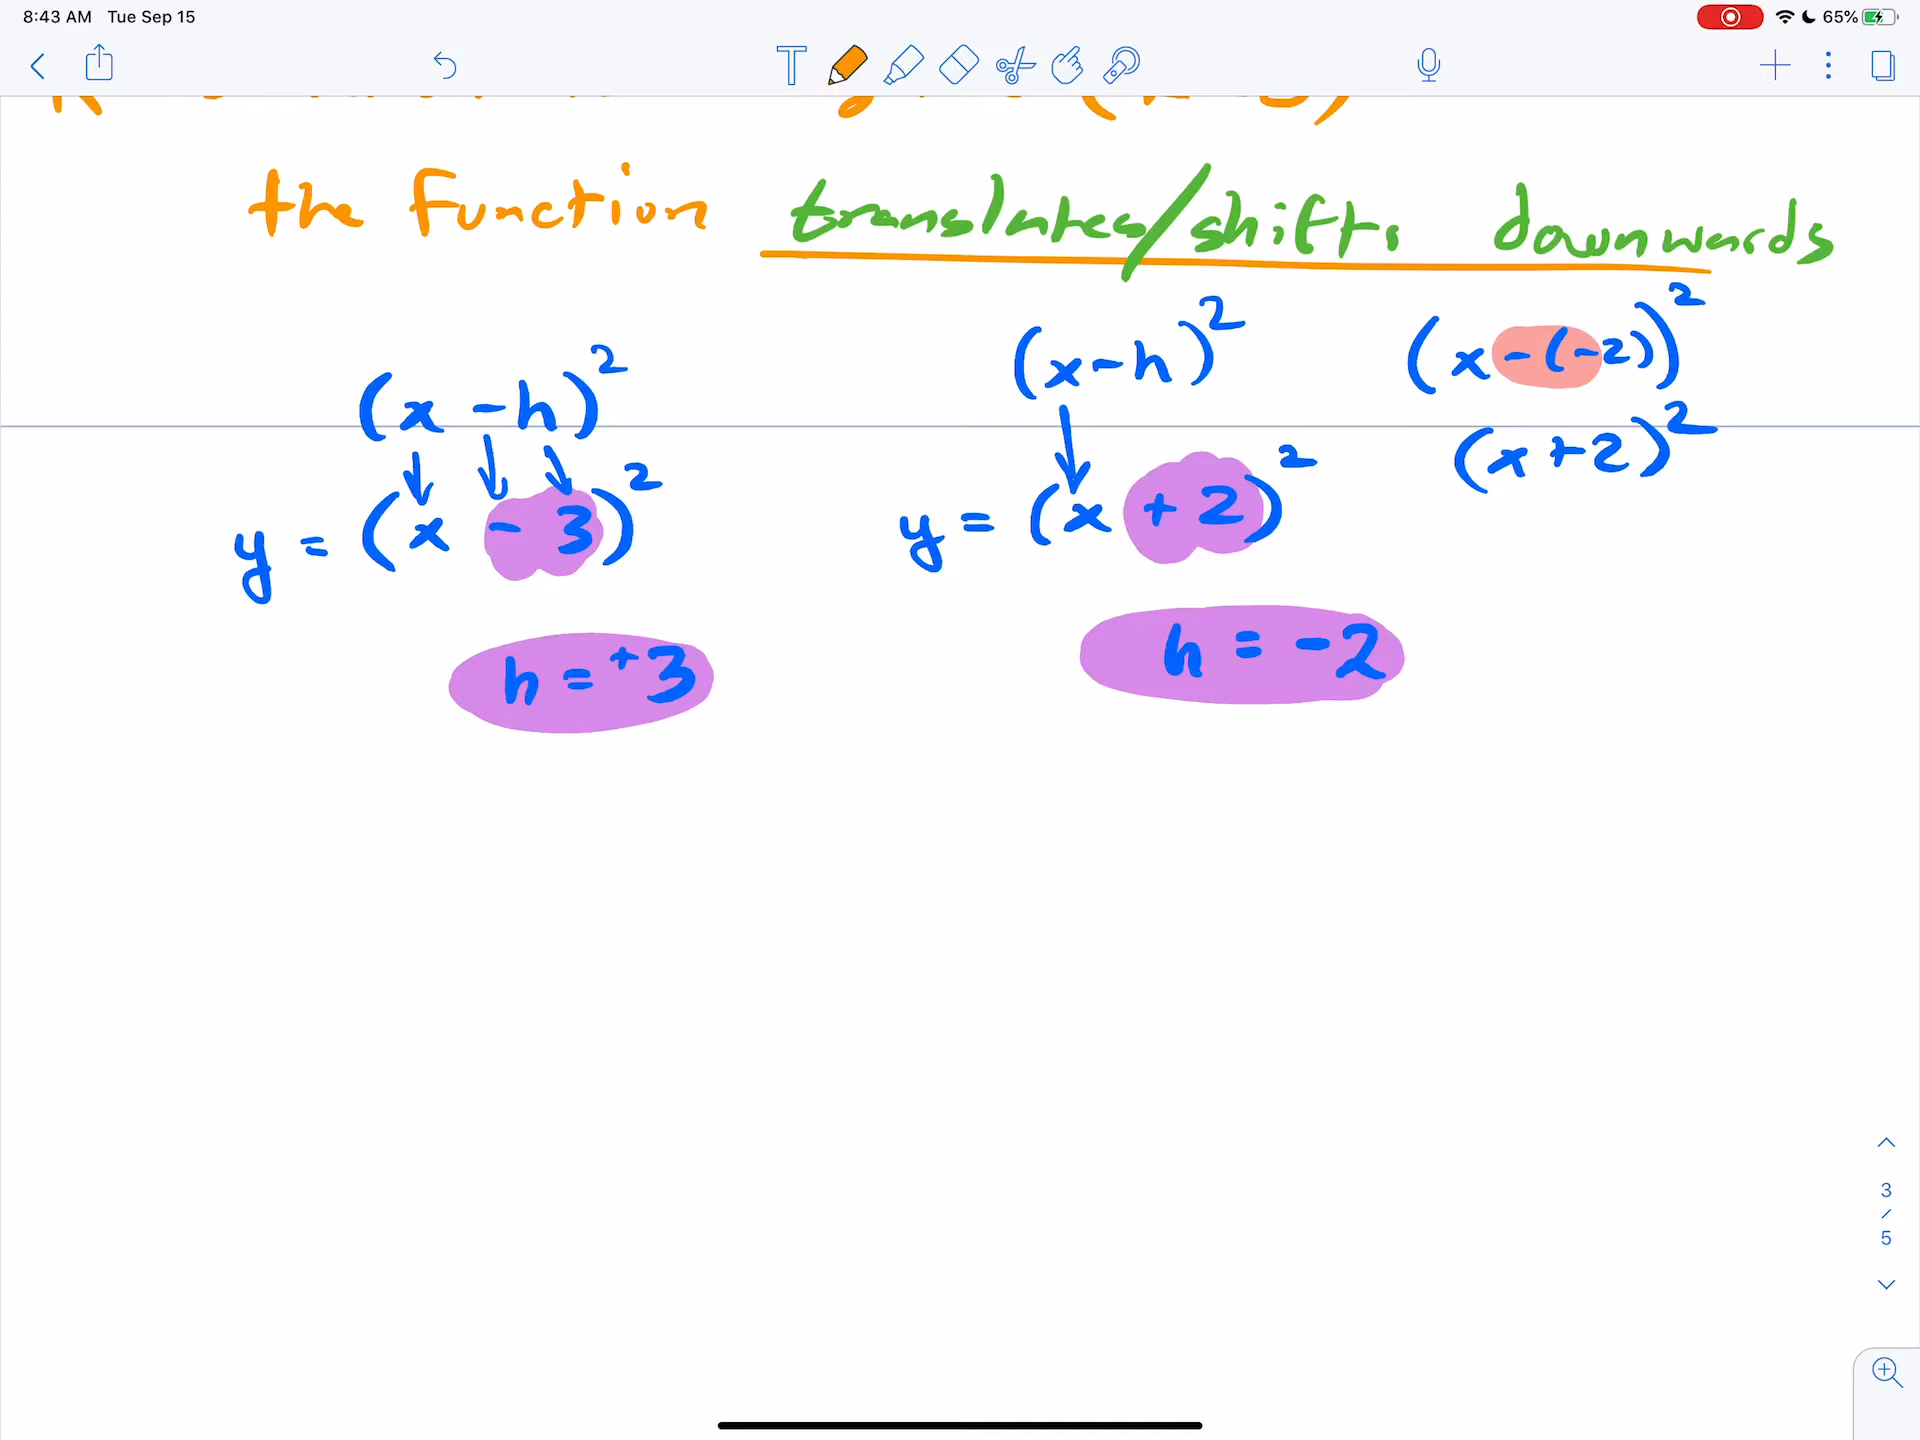 8:43 AM Tue Sep 15
65%
T
the function translates/shifts downwards
(x-h)²
(x-(-2))²
(x-h)²
(x+2)²
y = (x - 3)²
y = (x + 2)²
h = +3
h = -2
3
/
5